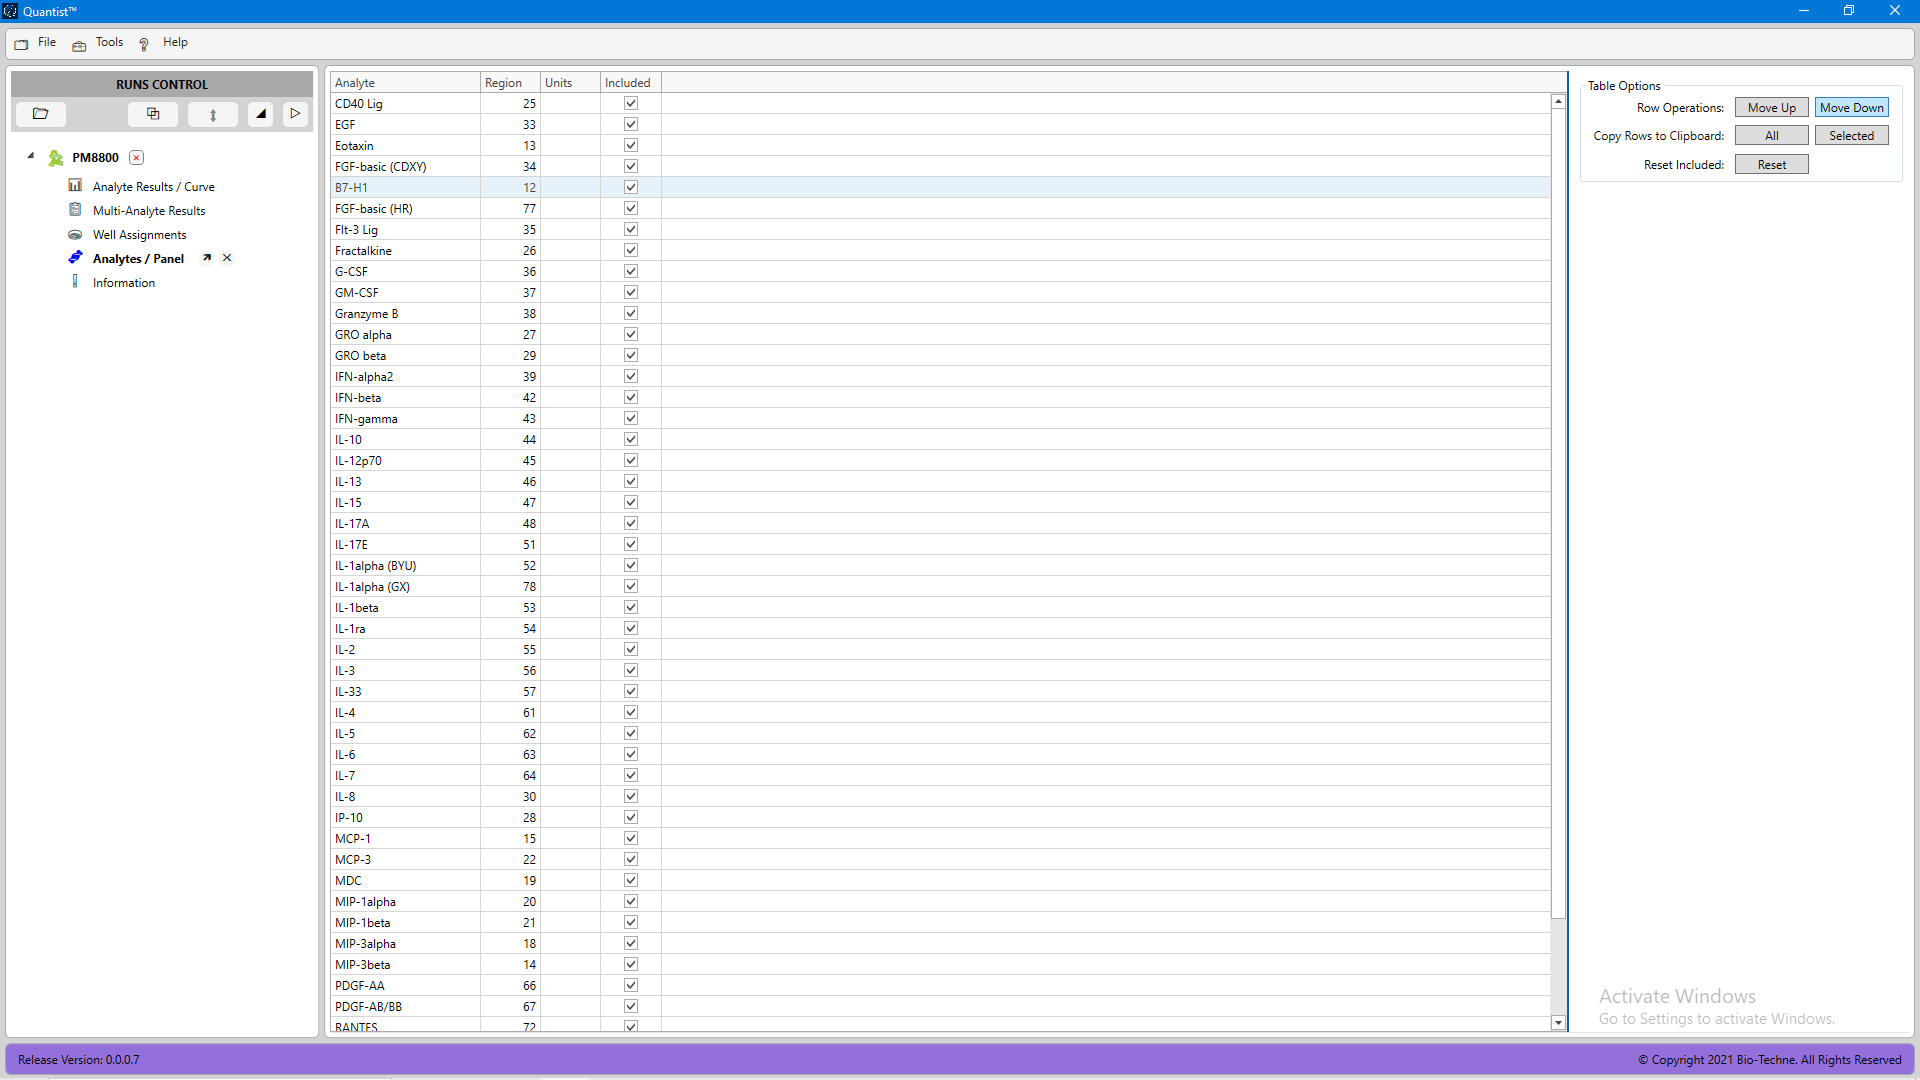 Quantist™
File Tools Help
RUNS CONTROL
PM8800
Analyte Results / Curve
Multi-Analyte Results
Well Assignments
Analytes / Panel
Information
Analyte Region Units Included
CD40 Lig 25
EGF 33
Eotaxin 13
FGF-basic (CDXY) 34
B7-H1 12
FGF-basic (HR) 77
Flt-3 Lig 35
Fractalkine 26
G-CSF 36
GM-CSF 37
Granzyme B 38
GRO alpha 27
GRO beta 29
IFN-alpha2 39
IFN-beta 42
IFN-gamma 43
IL-10 44
IL-12p70 45
IL-13 46
IL-15 47
IL-17A 48
IL-17E 51
IL-1alpha (BYU) 52
IL-1alpha (GX) 78
IL-1beta 53
IL-1ra 54
IL-2 55
IL-3 56
IL-33 57
IL-4 61
IL-5 62
IL-6 63
IL-7 64
IL-8 30
IP-10 28
MCP-1 15
MCP-3 22
MDC 19
MIP-1alpha 20
MIP-1beta 21
MIP-3alpha 18
MIP-3beta 14
PDGF-AA 66
PDGF-AB/BB 67
RANTES 72
Table Options
Row Operations: Move Up Move Down
Copy Rows to Clipboard: All Selected
Reset Included: Reset
Activate Windows
Go to Settings to activate Windows.
Release Version: 0.0.0.7
© Copyright 2021 Bio-Techne. All Rights Reserved